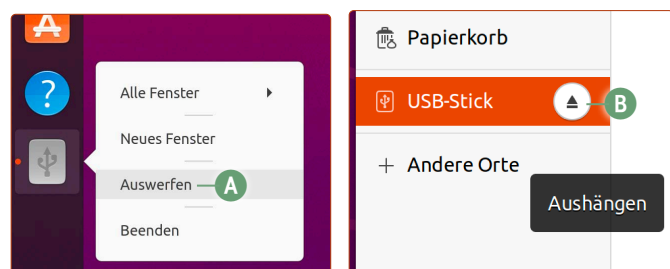 ?
Alle Fenster
Neues Fenster
Auswerfen A
Beenden
Papierkorb
USB-Stick B
Andere Orte
Aushängen